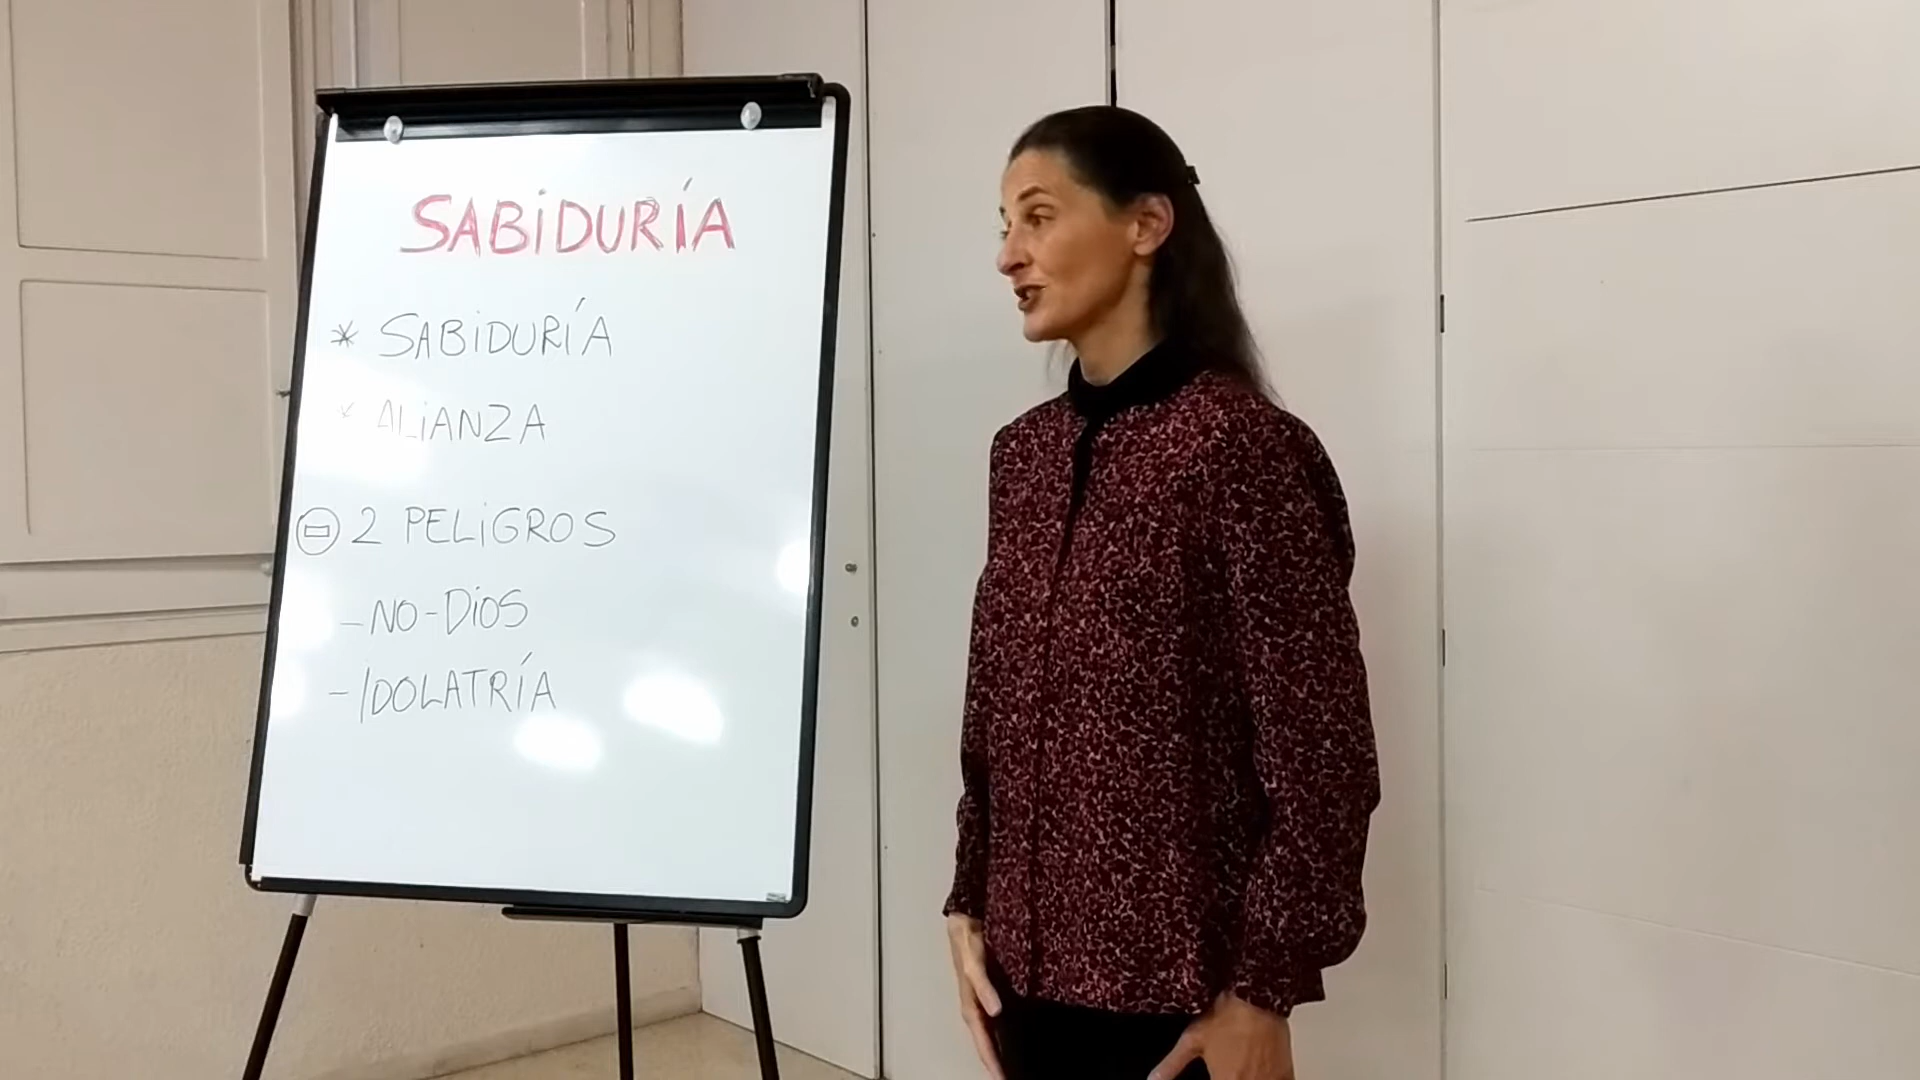 SABIDURÍA
* SABIDURÍA
* ALIANZA
2 PELIGROS
- NO-DIOS
- IDOLATRÍA